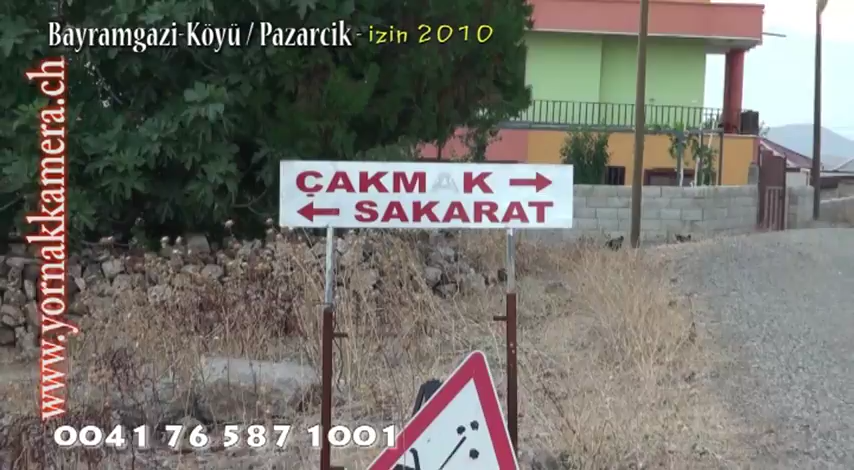 Bayramgazi-Köyü / Pazarcik - izin 2010
www.yornakkamera.ch
ÇAKMAK →
← SAKARAT
0041 76 587 1001